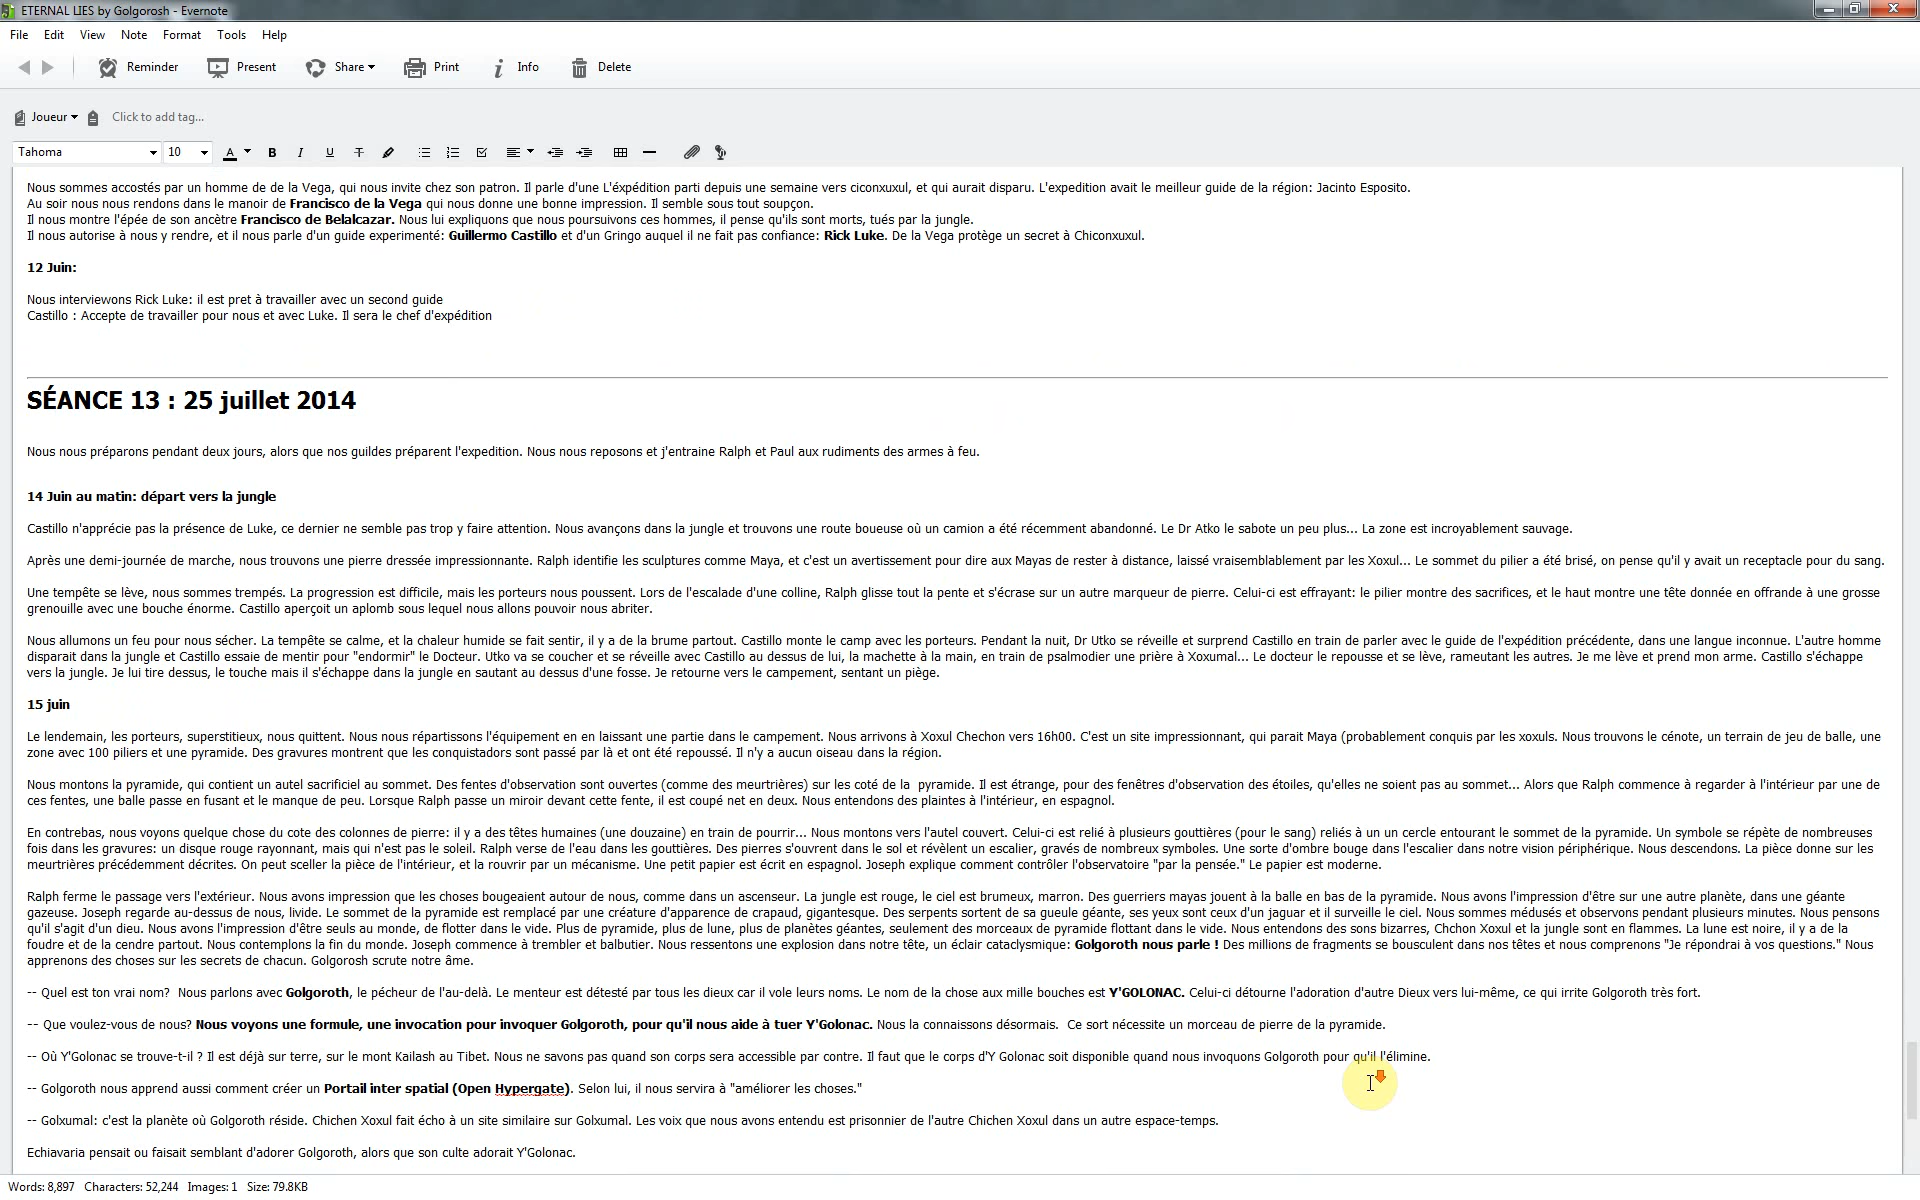 ETERNAL LIES by Golgorosh - Evernote
File Edit View Note Format Tools Help
Reminder Present Share Print Info Delete
Joueur Click to add tag...
Tahoma 10 A B I U T
Nous sommes accostés par un homme de de la Vega, qui nous invite chez son patron. Il parle d'une L'éxpédition parti depuis une semaine vers ciconxuxul, et qui aurait disparu. L'expedition avait le meilleur guide de la région: Jacinto Esposito.
Au soir nous nous rendons dans le manoir de Francisco de la Vega qui nous donne une bonne impression. Il semble sous tout soupçon.
Il nous montre l'épée de son ancètre Francisco de Belalcazar. Nous lui expliquons que nous poursuivons ces hommes, il pense qu'ils sont morts, tués par la jungle.
Il nous autorise à nous y rendre, et il nous parle d'un guide experimenté: Guillermo Castillo et d'un Gringo auquel il ne fait pas confiance: Rick Luke. De la Vega protège un secret à Chiconxuxul.
12 Juin:
Nous interviewons Rick Luke: il est pret à travailler avec un second guide
Castillo : Accepte de travailler pour nous et avec Luke. Il sera le chef d'expédition
SÉANCE 13 : 25 juillet 2014
Nous nous préparons pendant deux jours, alors que nos guildes préparent l'expedition. Nous nous reposons et j'entraine Ralph et Paul aux rudiments des armes à feu.
14 Juin au matin: départ vers la jungle
Castillo n'apprécie pas la présence de Luke, ce dernier ne semble pas trop y faire attention. Nous avançons dans la jungle et trouvons une route boueuse où un camion a été récemment abandonné. Le Dr Atko le sabote un peu plus... La zone est incroyablement sauvage.
Après une demi-journée de marche, nous trouvons une pierre dressée impressionnante. Ralph identifie les sculptures comme Maya, et c'est un avertissement pour dire aux Mayas de rester à distance, laissé vraisemblablement par les Xoxul... Le sommet du pilier a été brisé, on pense qu'il y avait un receptacle pour du sang.
Une tempête se lève, nous sommes trempés. La progression est difficile, mais les porteurs nous poussent. Lors de l'escalade d'une colline, Ralph glisse tout la pente et s'écrase sur un autre marqueur de pierre. Celui-ci est effrayant: le pilier montre des sacrifices, et le haut montre une tête donnée en offrande à une grosse
grenouille avec une bouche énorme. Castillo aperçoit un aplomb sous lequel nous allons pouvoir nous abriter.
Nous allumons un feu pour nous sécher. La tempête se calme, et la chaleur humide se fait sentir, il y a de la brume partout. Castillo monte le camp avec les porteurs. Pendant la nuit, Dr Utko se réveille et surprend Castillo en train de parler avec le guide de l'expédition précédente, dans une langue inconnue. L'autre homme
disparait dans la jungle et Castillo essaie de mentir pour "endormir" le Docteur. Utko va se coucher et se réveille avec Castillo au dessus de lui, la machette à la main, en train de psalmodier une prière à Xoxumal... Le docteur le repousse et se lève, rameutant les autres. Je me lève et prend mon arme. Castillo s'échappe
vers la jungle. Je lui tire dessus, le touche mais il s'échappe dans la jungle en sautant au dessus d'une fosse. Je retourne vers le campement, sentant un piège.
15 juin
Le lendemain, les porteurs, superstitieux, nous quittent. Nous nous répartissons l'équipement en en laissant une partie dans le campement. Nous arrivons à Xoxul Chechon vers 16h00. C'est un site impressionnant, qui parait Maya (probablement conquis par les xoxuls. Nous trouvons le cénote, un terrain de jeu de balle, une
zone avec 100 piliers et une pyramide. Des gravures montrent que les conquistadors sont passé par là et ont été repoussé. Il n'y a aucun oiseau dans la région.
Nous montons la pyramide, qui contient un autel sacrificiel au sommet. Des fentes d'observation sont ouvertes (comme des meurtrières) sur les coté de la  pyramide. Il est étrange, pour des fenêtres d'observation des étoiles, qu'elles ne soient pas au sommet... Alors que Ralph commence à regarder à l'intérieur par une de
ces fentes, une balle passe en fusant et le manque de peu. Lorsque Ralph passe un miroir devant cette fente, il est coupé net en deux. Nous entendons des plaintes à l'intérieur, en espagnol.
En contrebas, nous voyons quelque chose du cote des colonnes de pierre: il y a des têtes humaines (une douzaine) en train de pourrir... Nous montons vers l'autel couvert. Celui-ci est relié à plusieurs gouttières (pour le sang) reliés à un un cercle entourant le sommet de la pyramide. Un symbole se répète de nombreuses
fois dans les gravures: un disque rouge rayonnant, mais qui n'est pas le soleil. Ralph verse de l'eau dans les gouttières. Des pierres s'ouvrent dans le sol et révèlent un escalier, gravés de nombreux symboles. Une sorte d'ombre bouge dans l'escalier dans notre vision périphérique. Nous descendons. La pièce donne sur les
meurtrières précédemment décrites. On peut sceller la pièce de l'intérieur, et la rouvrir par un mécanisme. Une petit papier est écrit en espagnol. Joseph explique comment contrôler l'observatoire "par la pensée." Le papier est moderne.
Ralph ferme le passage vers l'extérieur. Nous avons impression que les choses bougeaient autour de nous, comme dans un ascenseur. La jungle est rouge, le ciel est brumeux, marron. Des guerriers mayas jouent à la balle en bas de la pyramide. Nous avons l'impression d'être sur une autre planète, dans une géante
gazeuse. Joseph regarde au-dessus de nous, livide. Le sommet de la pyramide est remplacé par une créature d'apparence de crapaud, gigantesque. Des serpents sortent de sa gueule géante, ses yeux sont ceux d'un jaguar et il surveille le ciel. Nous sommes médusés et observons pendant plusieurs minutes. Nous pensons
qu'il s'agit d'un dieu. Nous avons l'impression d'être seuls au monde, de flotter dans le vide. Plus de pyramide, plus de lune, plus de planètes géantes, seulement des morceaux de pyramide flottant dans le vide. Nous entendons des sons bizarres, Chchon Xoxul et la jungle sont en flammes. La lune est noire, il y a de la
foudre et de la cendre partout. Nous contemplons la fin du monde. Joseph commence à trembler et balbutier. Nous ressentons une explosion dans notre tête, un éclair cataclysmique: Golgoroth nous parle ! Des millions de fragments se bousculent dans nos têtes et nous comprenons "Je répondrai à vos questions." Nous
apprenons des choses sur les secrets de chacun. Golgorosh scrute notre âme.
-- Quel est ton vrai nom?  Nous parlons avec Golgoroth, le pécheur de l'au-delà. Le menteur est détesté par tous les dieux car il vole leurs noms. Le nom de la chose aux mille bouches est Y'GOLONAC. Celui-ci détourne l'adoration d'autre Dieux vers lui-même, ce qui irrite Golgoroth très fort.
-- Que voulez-vous de nous? Nous voyons une formule, une invocation pour invoquer Golgoroth, pour qu'il nous aide à tuer Y'Golonac. Nous la connaissons désormais.  Ce sort nécessite un morceau de pierre de la pyramide.
-- Où Y'Golonac se trouve-t-il ? Il est déjà sur terre, sur le mont Kailash au Tibet. Nous ne savons pas quand son corps sera accessible par contre. Il faut que le corps d'Y Golonac soit disponible quand nous invoquons Golgoroth pour qu'il l'élimine.
-- Golgoroth nous apprend aussi comment créer un Portail inter spatial (Open Hypergate). Selon lui, il nous servira à "améliorer les choses."
-- Golxumal: c'est la planète où Golgoroth réside. Chichen Xoxul fait écho à un site similaire sur Golxumal. Les voix que nous avons entendu est prisonnier de l'autre Chichen Xoxul dans un autre espace-temps.
Echiavaria pensait ou faisait semblant d'adorer Golgoroth, alors que son culte adorait Y'Golonac.
Words: 8,897 Characters: 52,244 Images: 1 Size: 79.8KB